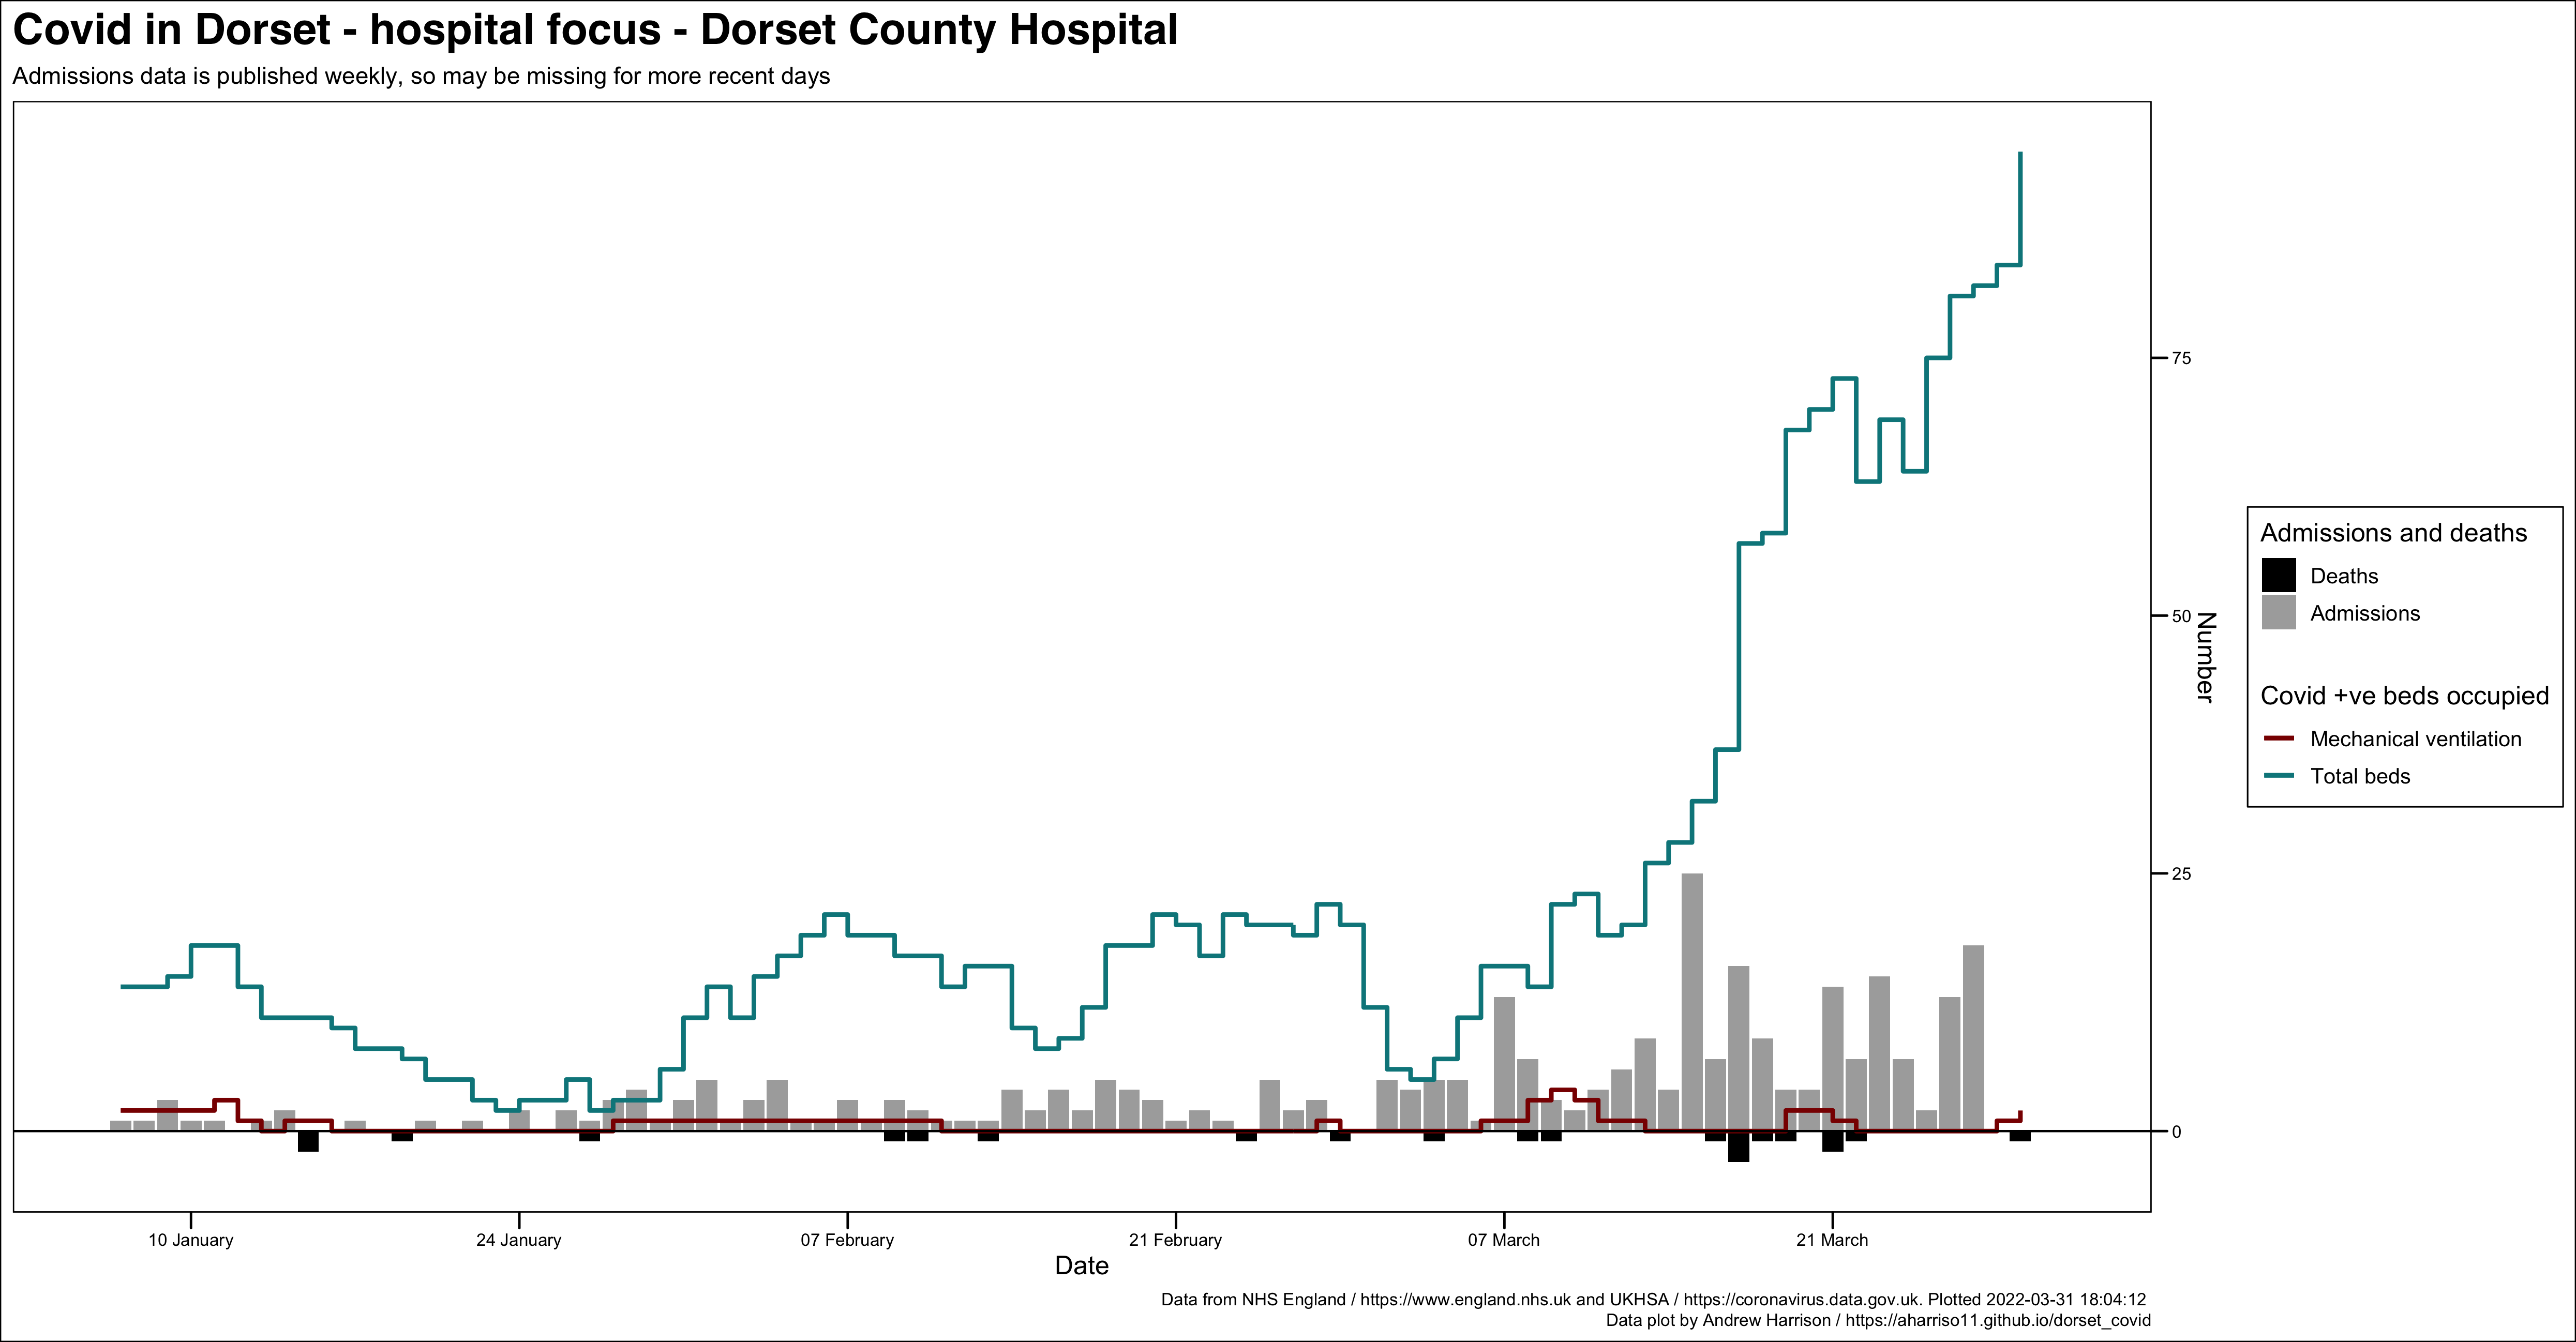 Covid in Dorset - hospital focus - Dorset County Hospital
Admissions data is published weekly, so may be missing for more recent days
75
50
25
0
Number
Admissions and deaths
Deaths
Admissions
Covid +ve beds occupied
Mechanical ventilation
Total beds
10 January
24 January
07 February
21 February
07 March
21 March
Date
Data from NHS England / https://www.england.nhs.uk and UKHSA / https://coronavirus.data.gov.uk. Plotted 2022-03-31 18:04:12
Data plot by Andrew Harrison / https://aharriso11.github.io/dorset_covid